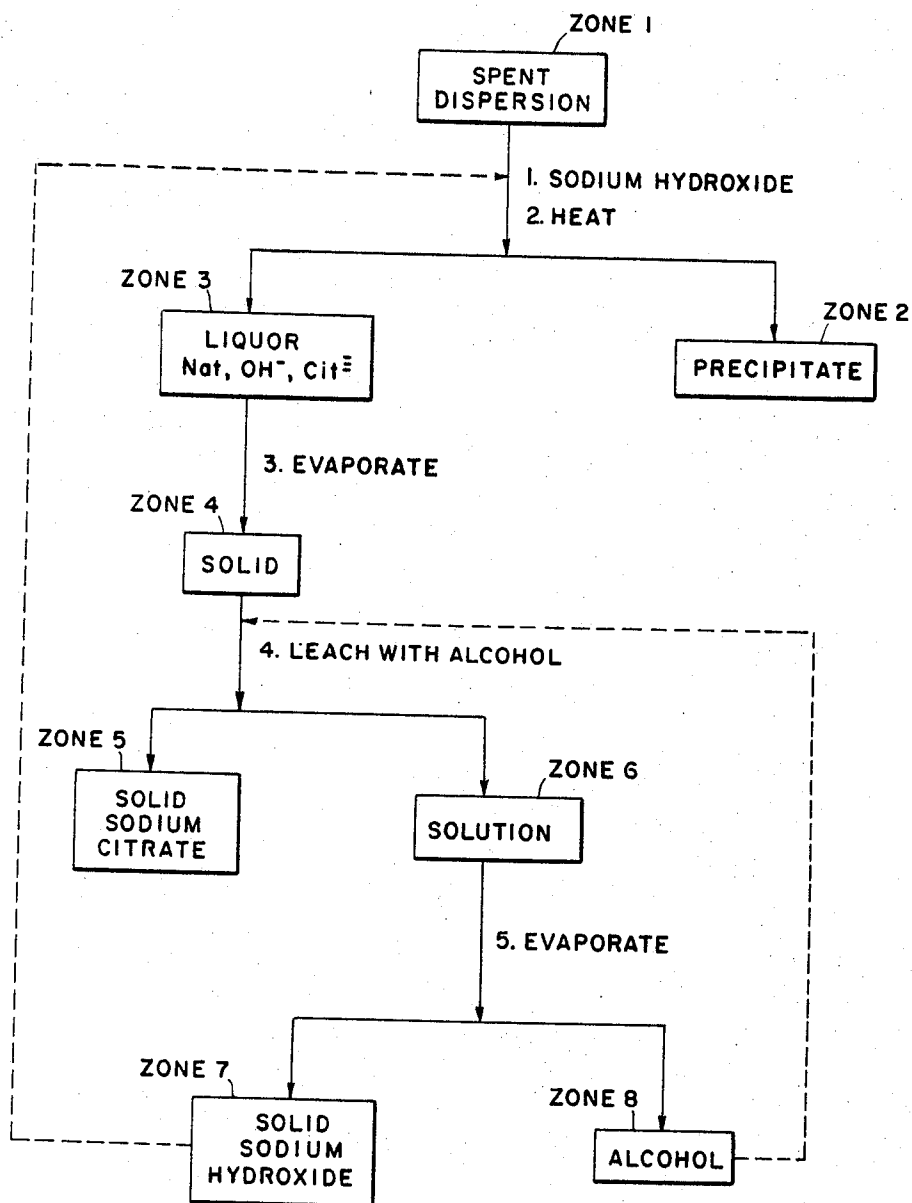 ZONE 1
SPENT
DISPERSION
1. SODIUM HYDROXIDE
2. HEAT
ZONE 3
LIQUOR
Nat, OH⁻, Cit≡
ZONE 2
PRECIPITATE
3. EVAPORATE
ZONE 4
SOLID
4. LEACH WITH ALCOHOL
ZONE 5
SOLID
SODIUM
CITRATE
ZONE 6
SOLUTION
5. EVAPORATE
ZONE 7
SOLID
SODIUM
HYDROXIDE
ZONE 8
ALCOHOL